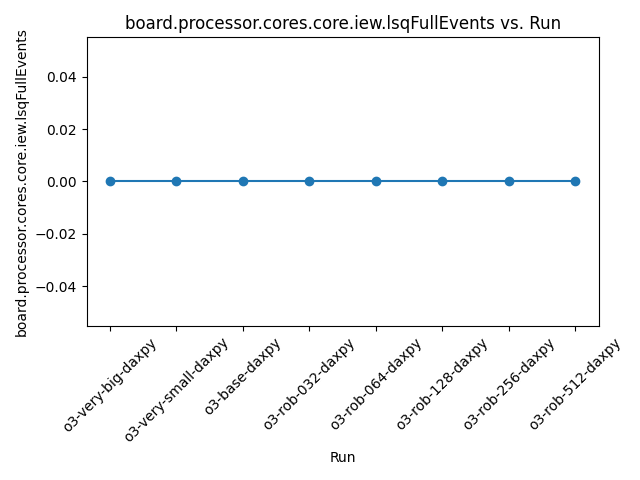 board.processor.cores.core.iew.lsqFullEvents vs. Run
board.processor.cores.core.iew.lsqFullEvents
0.04
0.02
0.00
−0.02
−0.04
o3-very-big-daxpy
o3-very-small-daxpy
o3-base-daxpy
o3-rob-032-daxpy
o3-rob-064-daxpy
o3-rob-128-daxpy
o3-rob-256-daxpy
o3-rob-512-daxpy
Run